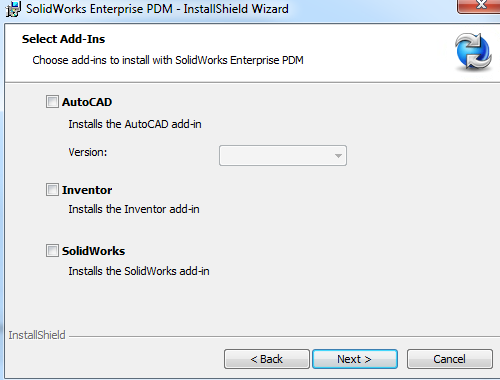 SolidWorks Enterprise PDM - InstallShield Wizard
Select Add-Ins
Choose add-ins to install with SolidWorks Enterprise PDM
AutoCAD
Installs the AutoCAD add-in
Version:
Inventor
Installs the Inventor add-in
SolidWorks
Installs the SolidWorks add-in
InstallShield
< Back Next > Cancel